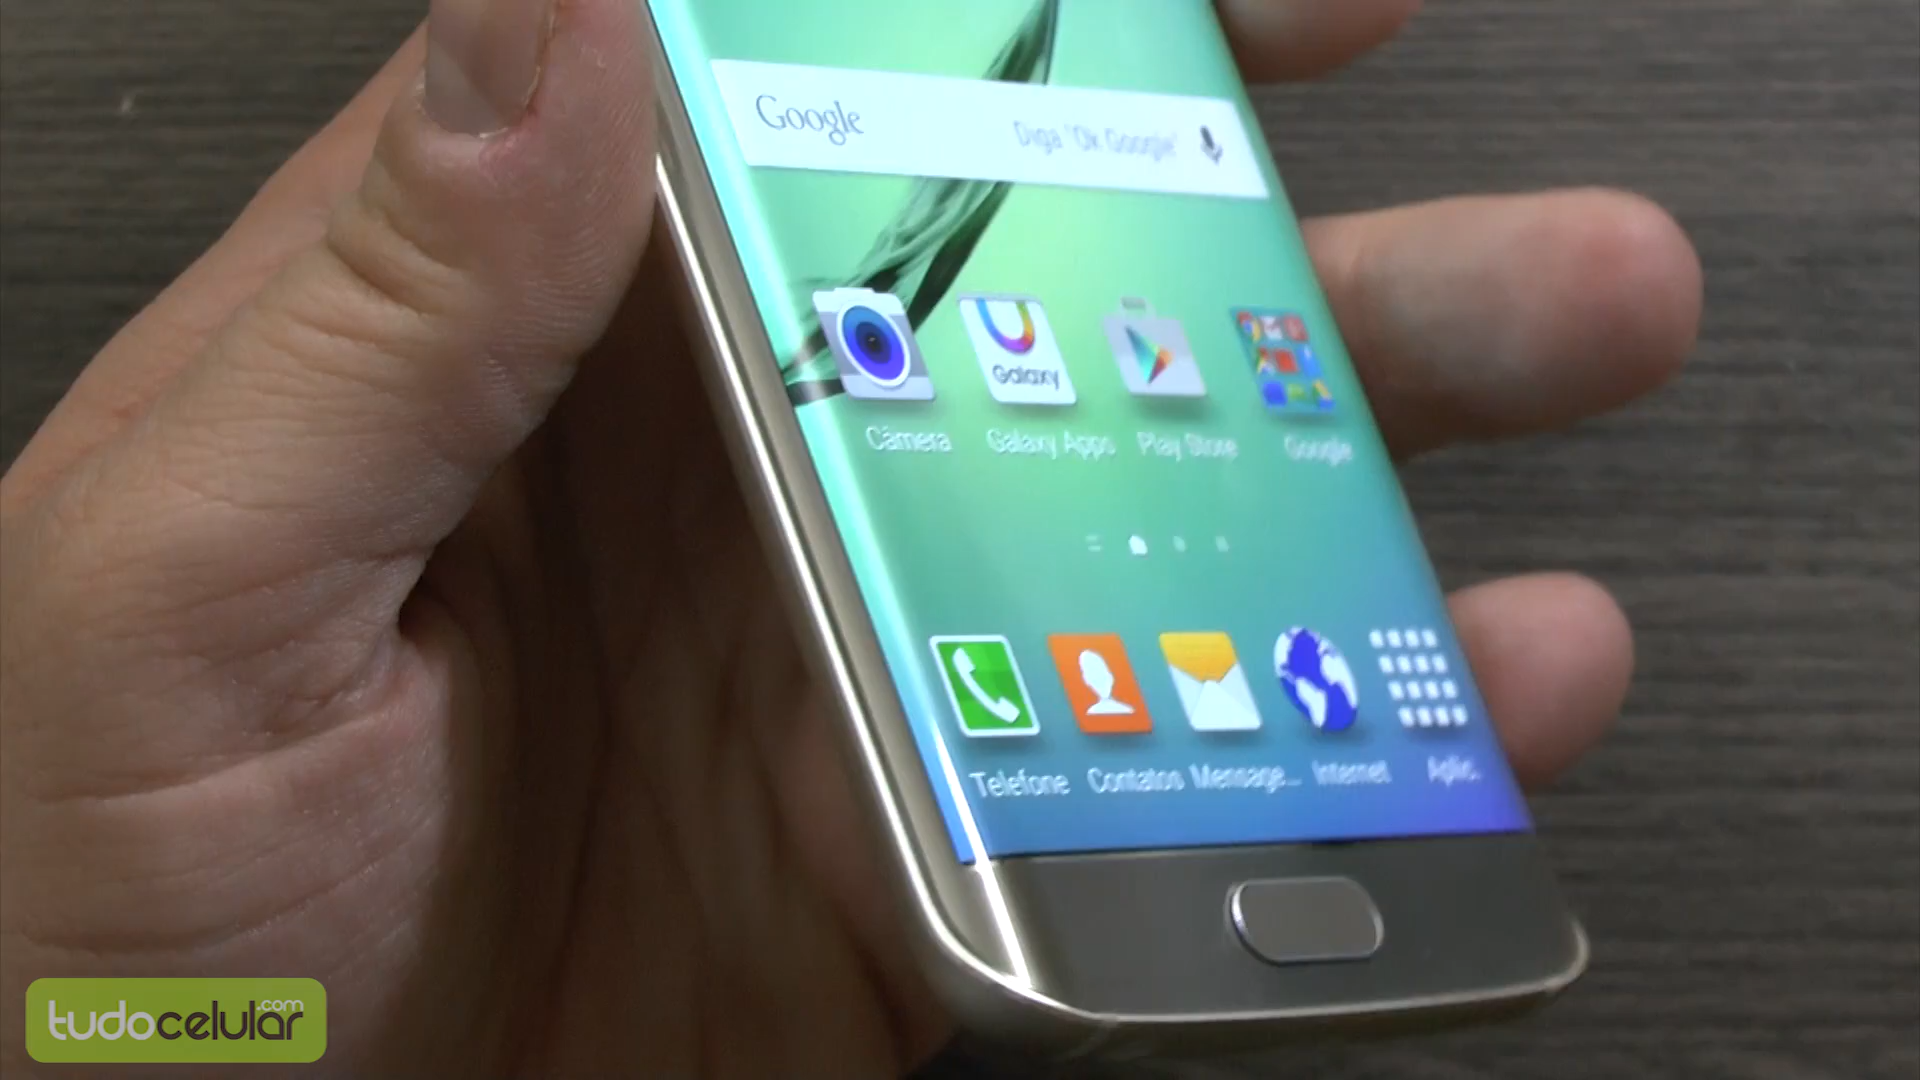 Google
Diga "Ok Google"
Galaxy
Câmera
Galaxy Apps
Play Store
Google
Telefone
Contatos
Mensage...
Internet
Aplic.
tudocelular.com